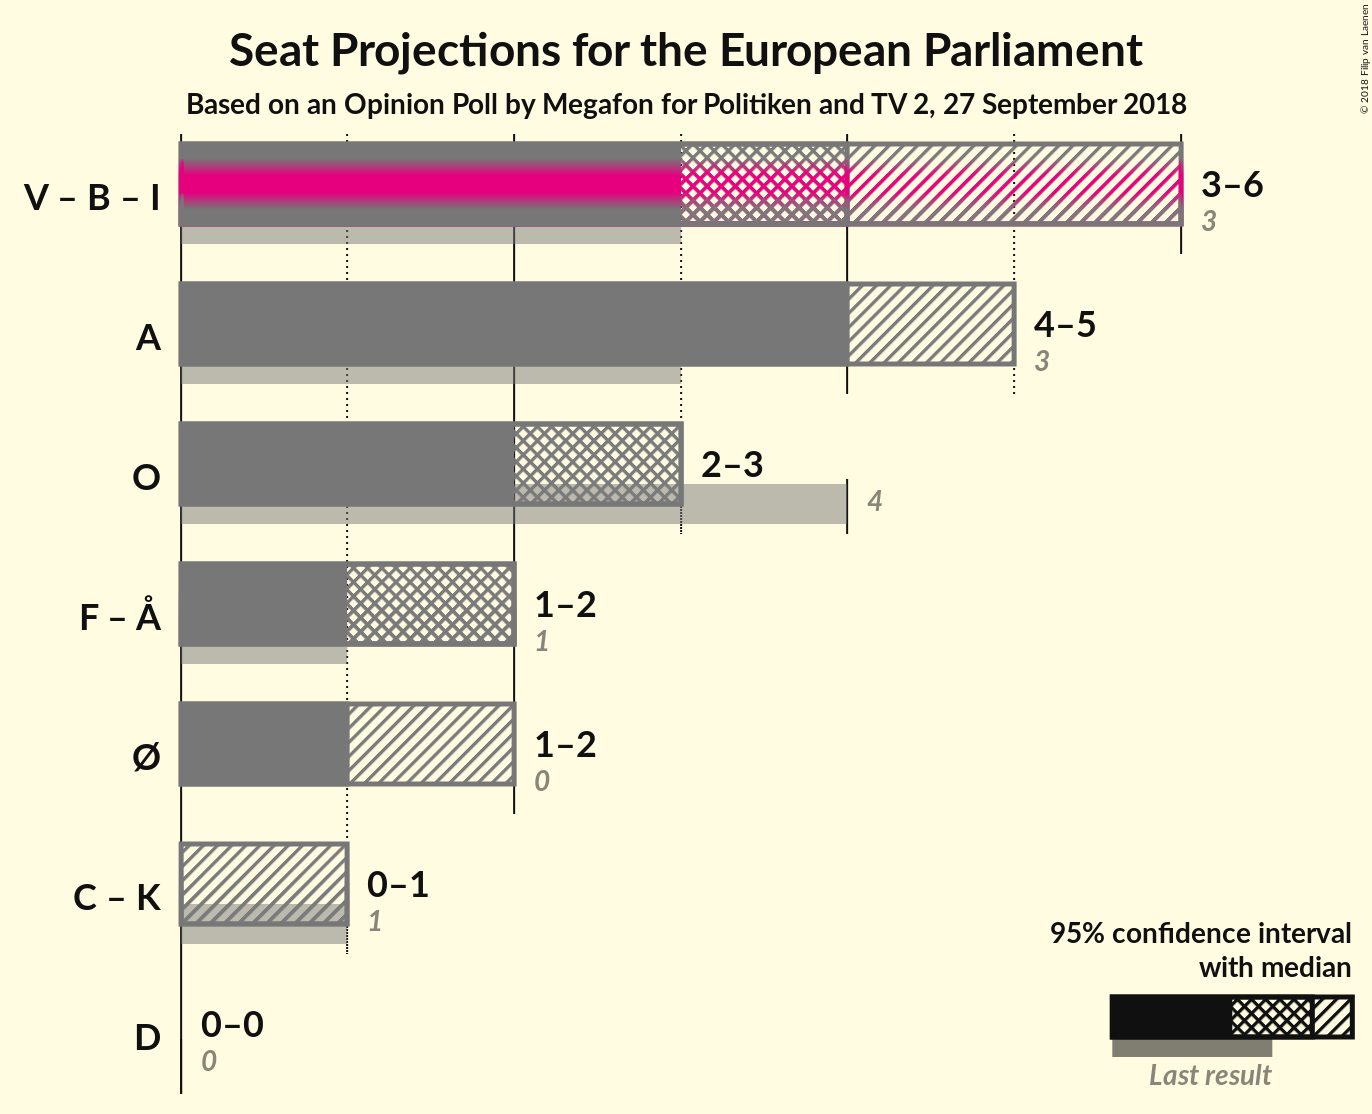 Seat Projections for the European Parliament
Based on an Opinion Poll by Megafon for Politiken and TV 2, 27 September 2018
© 2018 Filip van Laenen
V – B – I
3–6
3
A
4–5
3
O
2–3
4
F – Å
1–2
1
Ø
1–2
0
C – K
0–1
1
D
0–0
0
95% confidence interval
with median
Last result